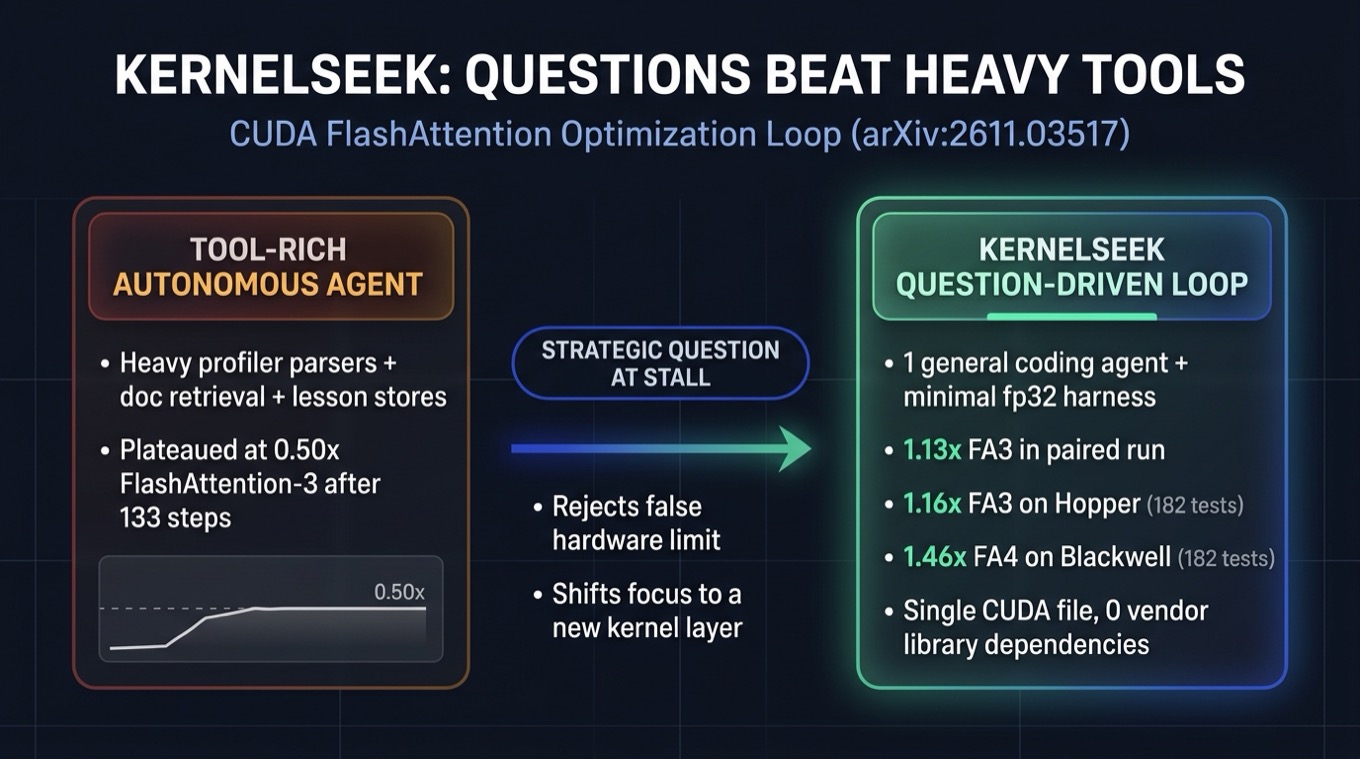 KERNELSEEK: QUESTIONS BEAT HEAVY TOOLS
CUDA FlashAttention Optimization Loop (arXiv:2611.03517)
TOOL-RICH
AUTONOMOUS AGENT
• Heavy profiler parsers +
doc retrieval + lesson stores
• Plateaued at 0.50x
FlashAttention-3 after
133 steps
0.50x
STRATEGIC QUESTION
AT STALL
• Rejects false
hardware limit
• Shifts focus to a
new kernel layer
KERNELSEEK
QUESTION-DRIVEN LOOP
• 1 general coding agent +
minimal fp32 harness
• 1.13x FA3 in paired run
• 1.16x FA3 on Hopper (182 tests)
• 1.46x FA4 on Blackwell (182 tests)
• Single CUDA file, 0 vendor
library dependencies